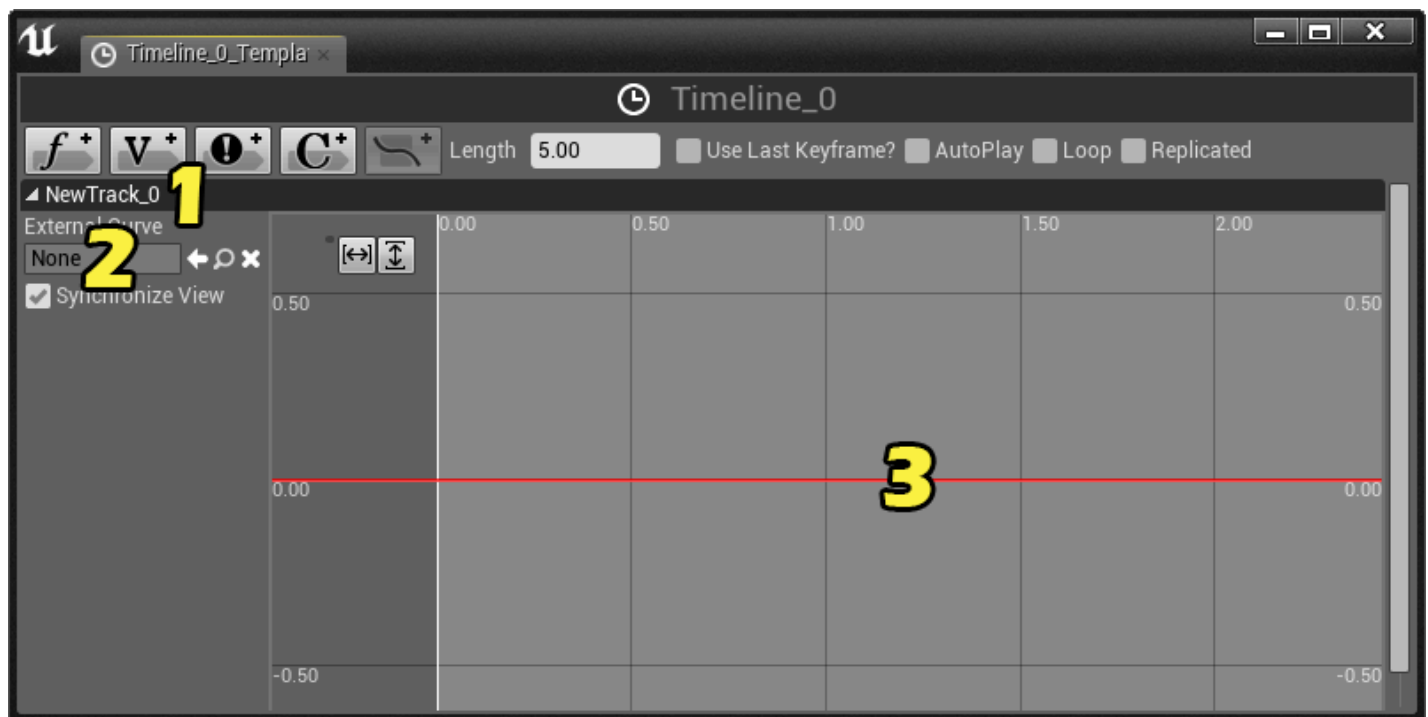 Timeline_0_Templa
Timeline_0
f+ V+ !+ C+ + Length 5.00 Use Last Keyframe? AutoPlay Loop Replicated
NewTrack_0
1
External Curve
None
2
Synchronize View
0.00 0.50 1.00 1.50 2.00
0.50 0.50
3
0.00 0.00
-0.50 -0.50